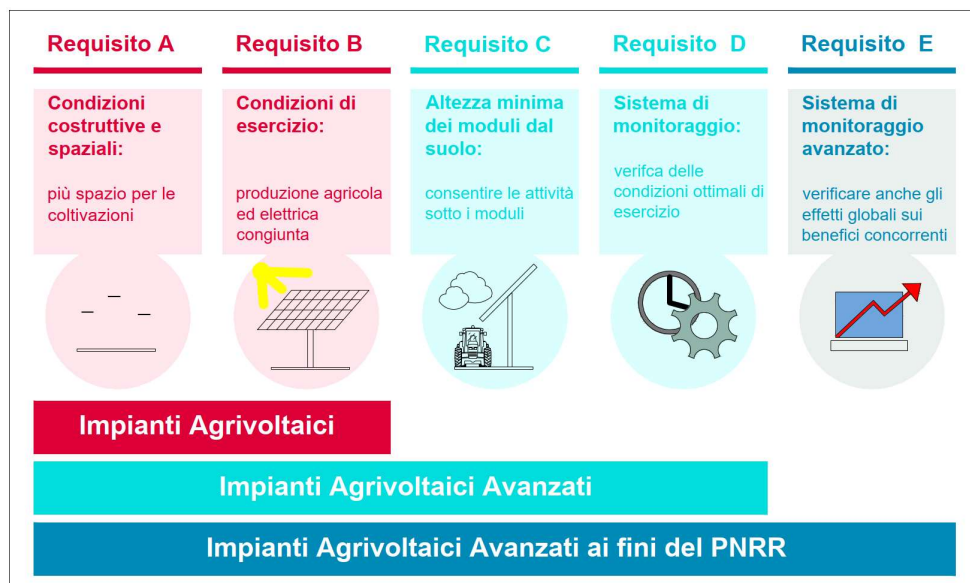 Requisito A
Condizioni
costruttive e
spaziali:
più spazio per le
coltivazioni
Requisito B
Condizioni di
esercizio:
produzione agricola
ed elettrica
congiunta
Requisito C
Altezza minima
dei moduli dal
suolo:
consentire le attività
sotto i moduli
Requisito D
Sistema di
monitoraggio:
verifca delle
condizioni ottimali di
esercizio
Requisito E
Sistema di
monitoraggio
avanzato:
verificare anche gli
effetti globali sui
benefici concorrenti
Impianti Agrivoltaici
Impianti Agrivoltaici Avanzati
Impianti Agrivoltaici Avanzati ai fini del PNRR